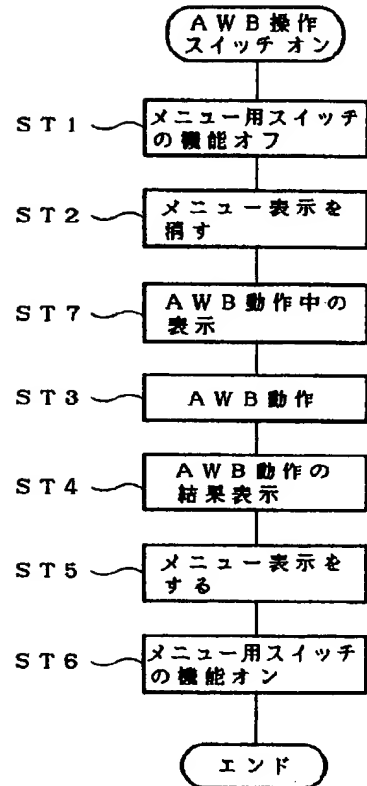 AWB操作
スイッチオン
ST1
メニュー用スイッチ
の機能オフ
ST2
メニュー表示を
消す
ST7
AWB動作中の
表示
ST3
AWB動作
ST4
AWB動作の
結果表示
ST5
メニュー表示を
する
ST6
メニュー用スイッチ
の機能オン
エンド